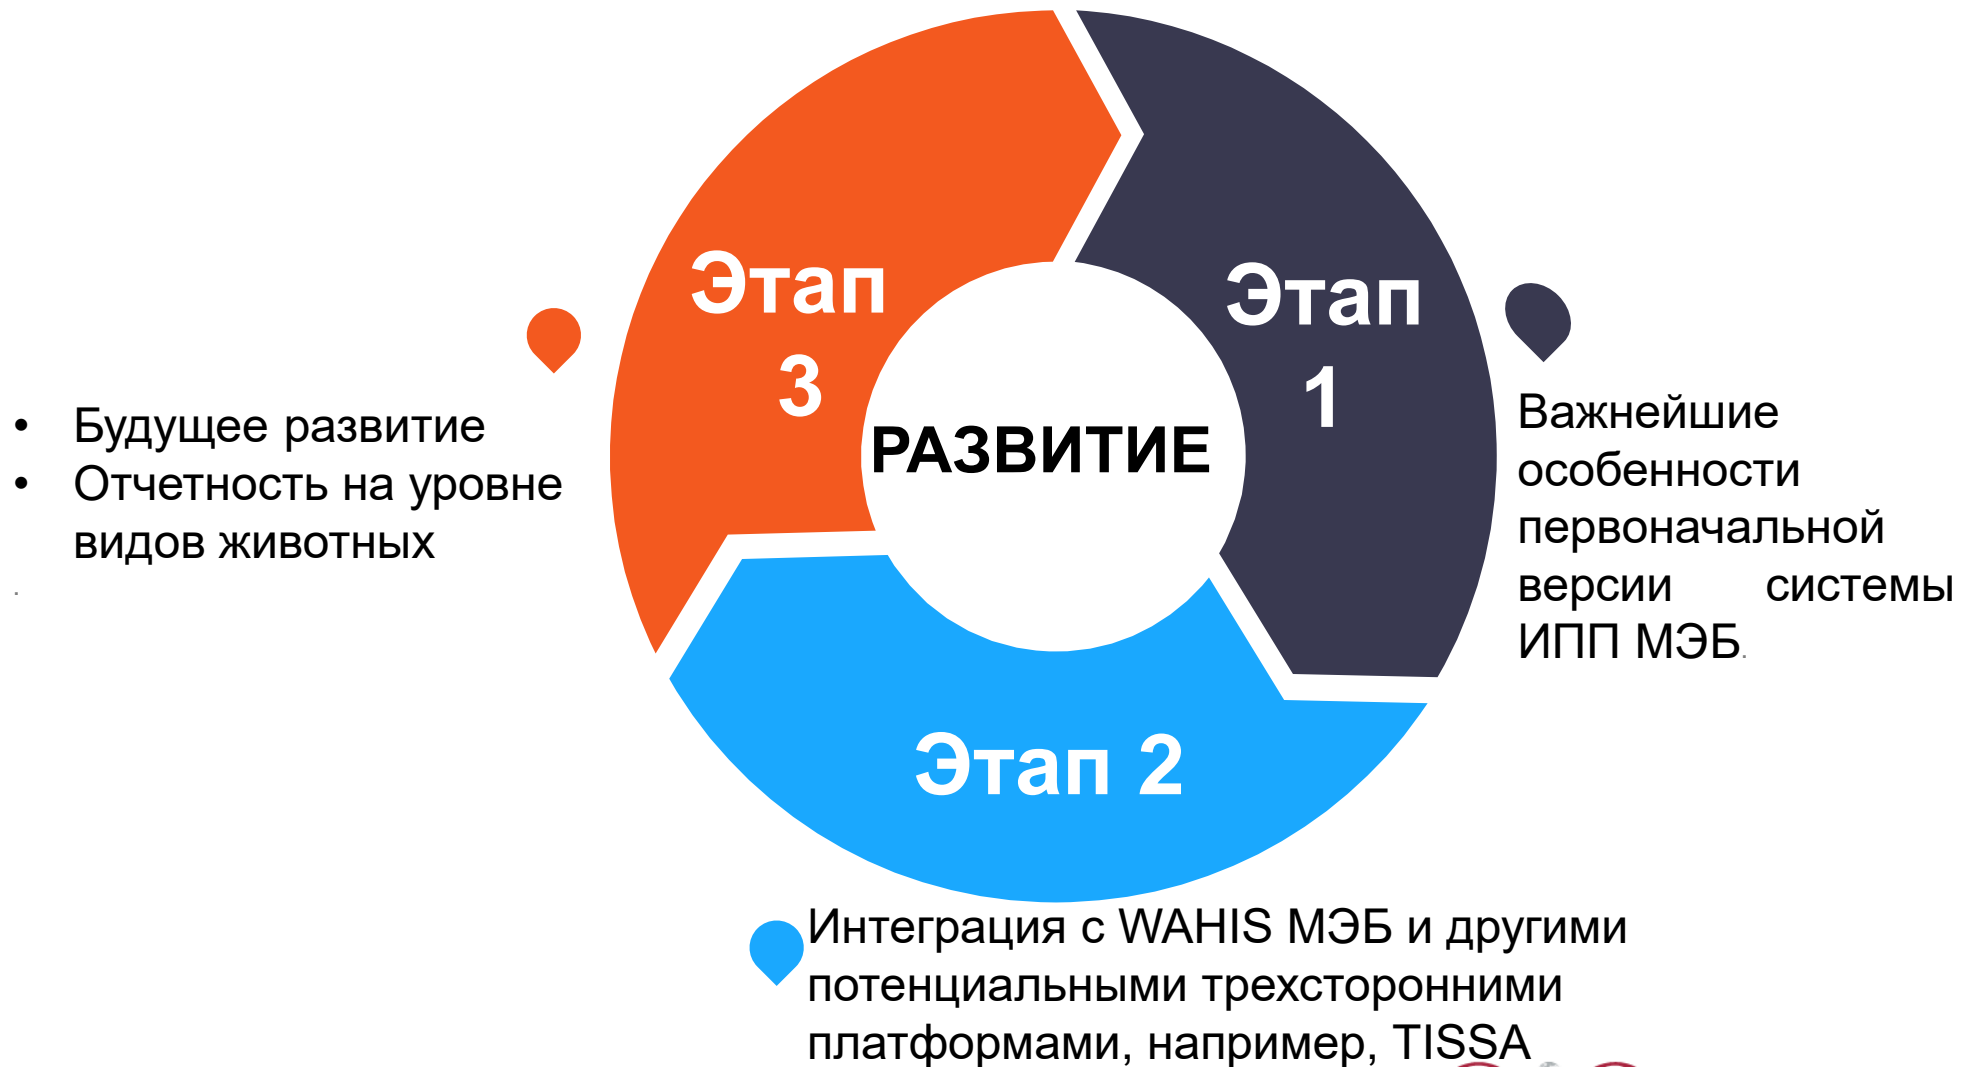 Этап
3
Этап
1
РАЗВИТИЕ
Этап 2
• Будущее развитие
• Отчетность на уровне
видов животных
.
Важнейшие
особенности
первоначальной
версии системы
ИПП МЭБ.
Интеграция с WAHIS МЭБ и другими
потенциальными трехсторонними
платформами, например, TISSA